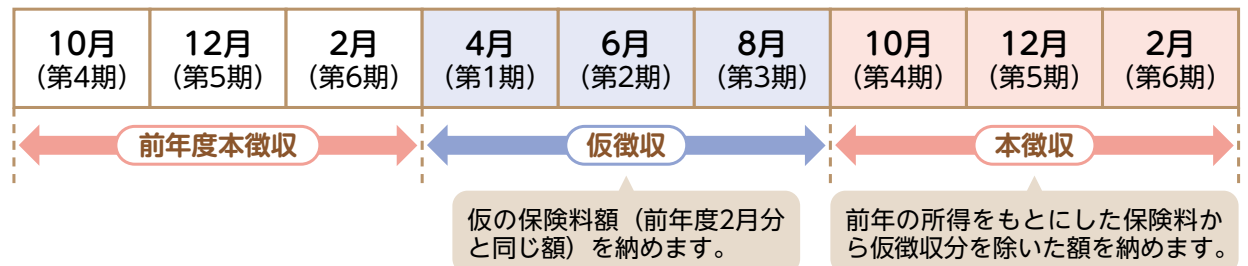 10月 12月 2月 4月 6月 8月 10月 12月 2月
(第4期) (第5期) (第6期) (第1期) (第2期) (第3期) (第4期) (第5期) (第6期)
前年度本徴収 仮徴収 本徴収
仮の保険料額（前年度2月分
と同じ額）を納めます。
前年の所得をもとにした保険料か
ら仮徴収分を除いた額を納めます。